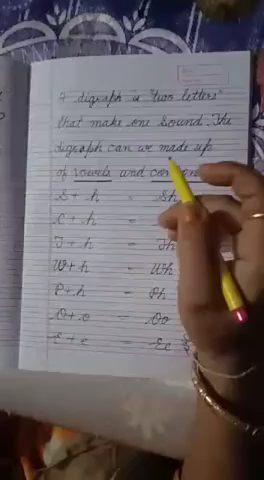 A digraph is "two letters"
that make one sound. The
digraph can we made up
of vowels and
S + h = Sh
C + h =
T + h = Th
W + h = Wh
P + h = Ph
O + o = Oo
E + e = Ee